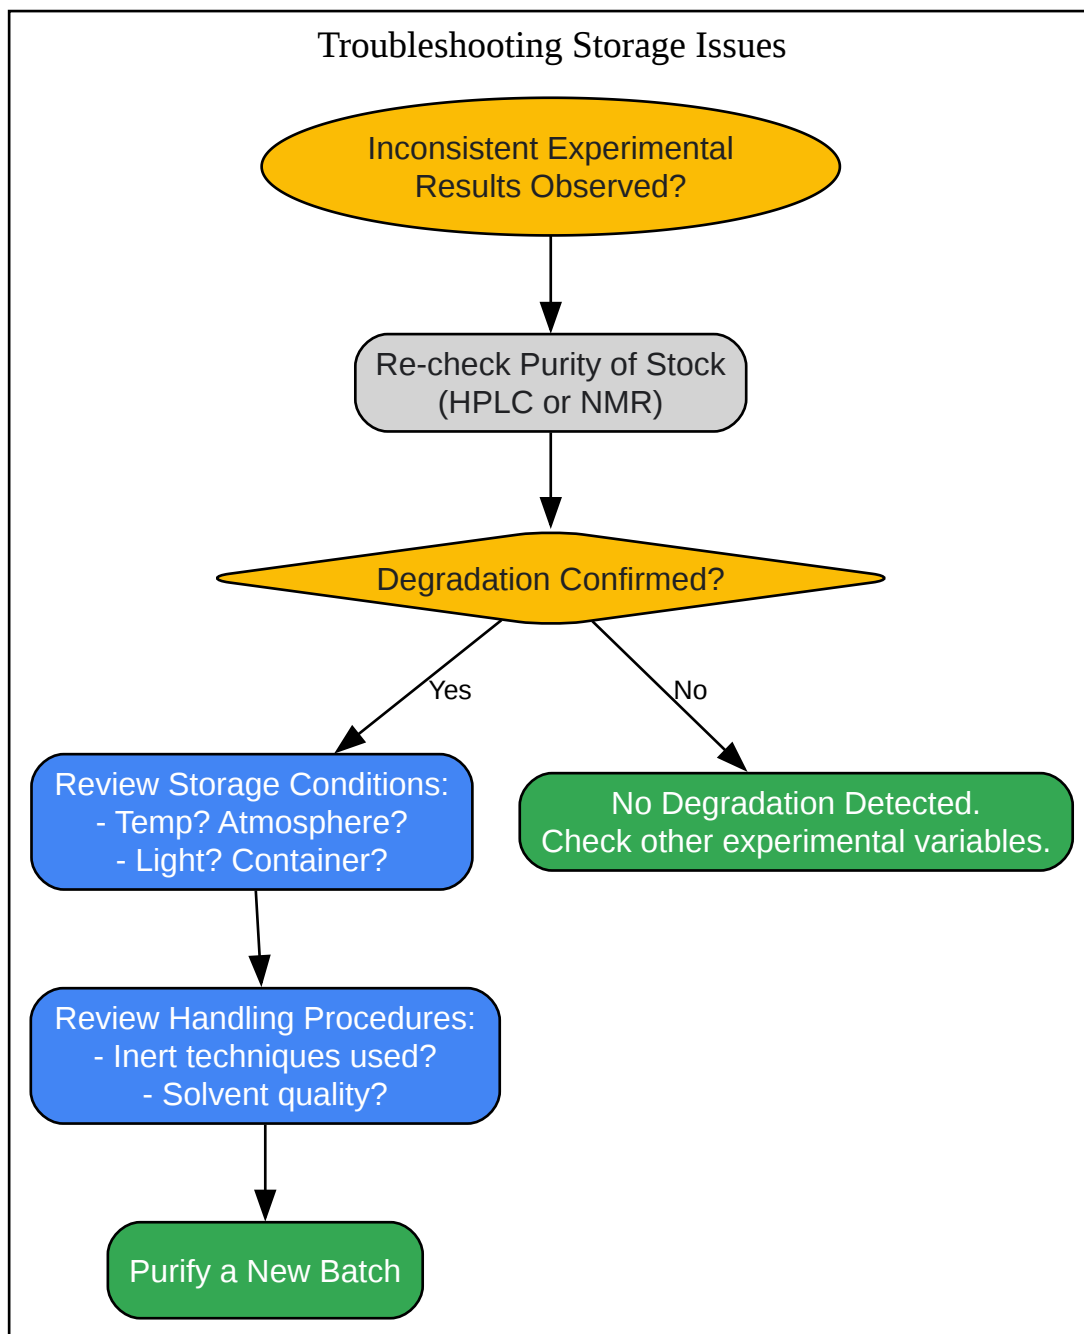 Troubleshooting Storage Issues
Inconsistent Experimental
Results Observed?
Re-check Purity of Stock
(HPLC or NMR)
Degradation Confirmed?
Yes
No
Review Storage Conditions:
- Temp? Atmosphere?
- Light? Container?
No Degradation Detected.
Check other experimental variables.
Review Handling Procedures:
- Inert techniques used?
- Solvent quality?
Purify a New Batch